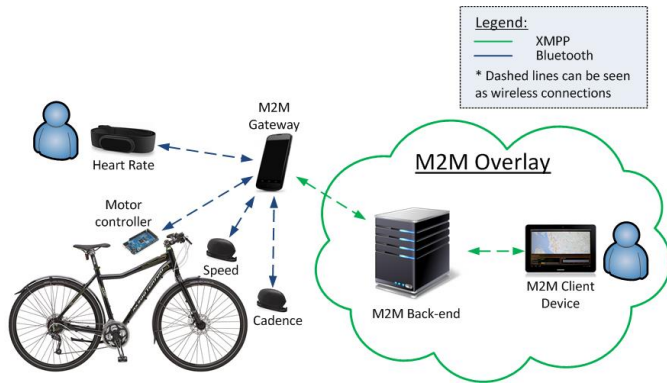 Legend:
XMPP
Bluetooth
* Dashed lines can be seen
as wireless connections
M2M
Gateway
Heart Rate
M2M Overlay
Motor
controller
Speed
Cadence
M2M Back-end
M2M Client
Device